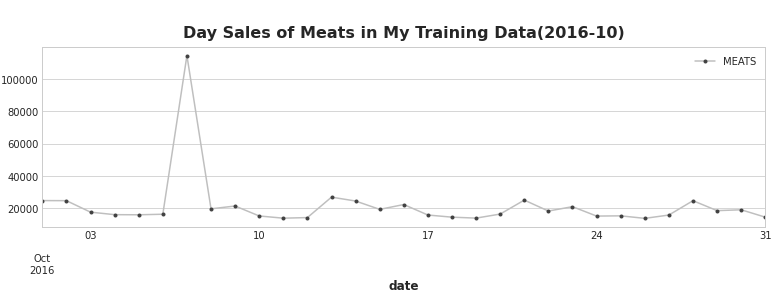 Day Sales of Meats in My Training Data(2016-10)
MEATS
100000
80000
60000
40000
20000
03 10 17 24 31
Oct
2016
date